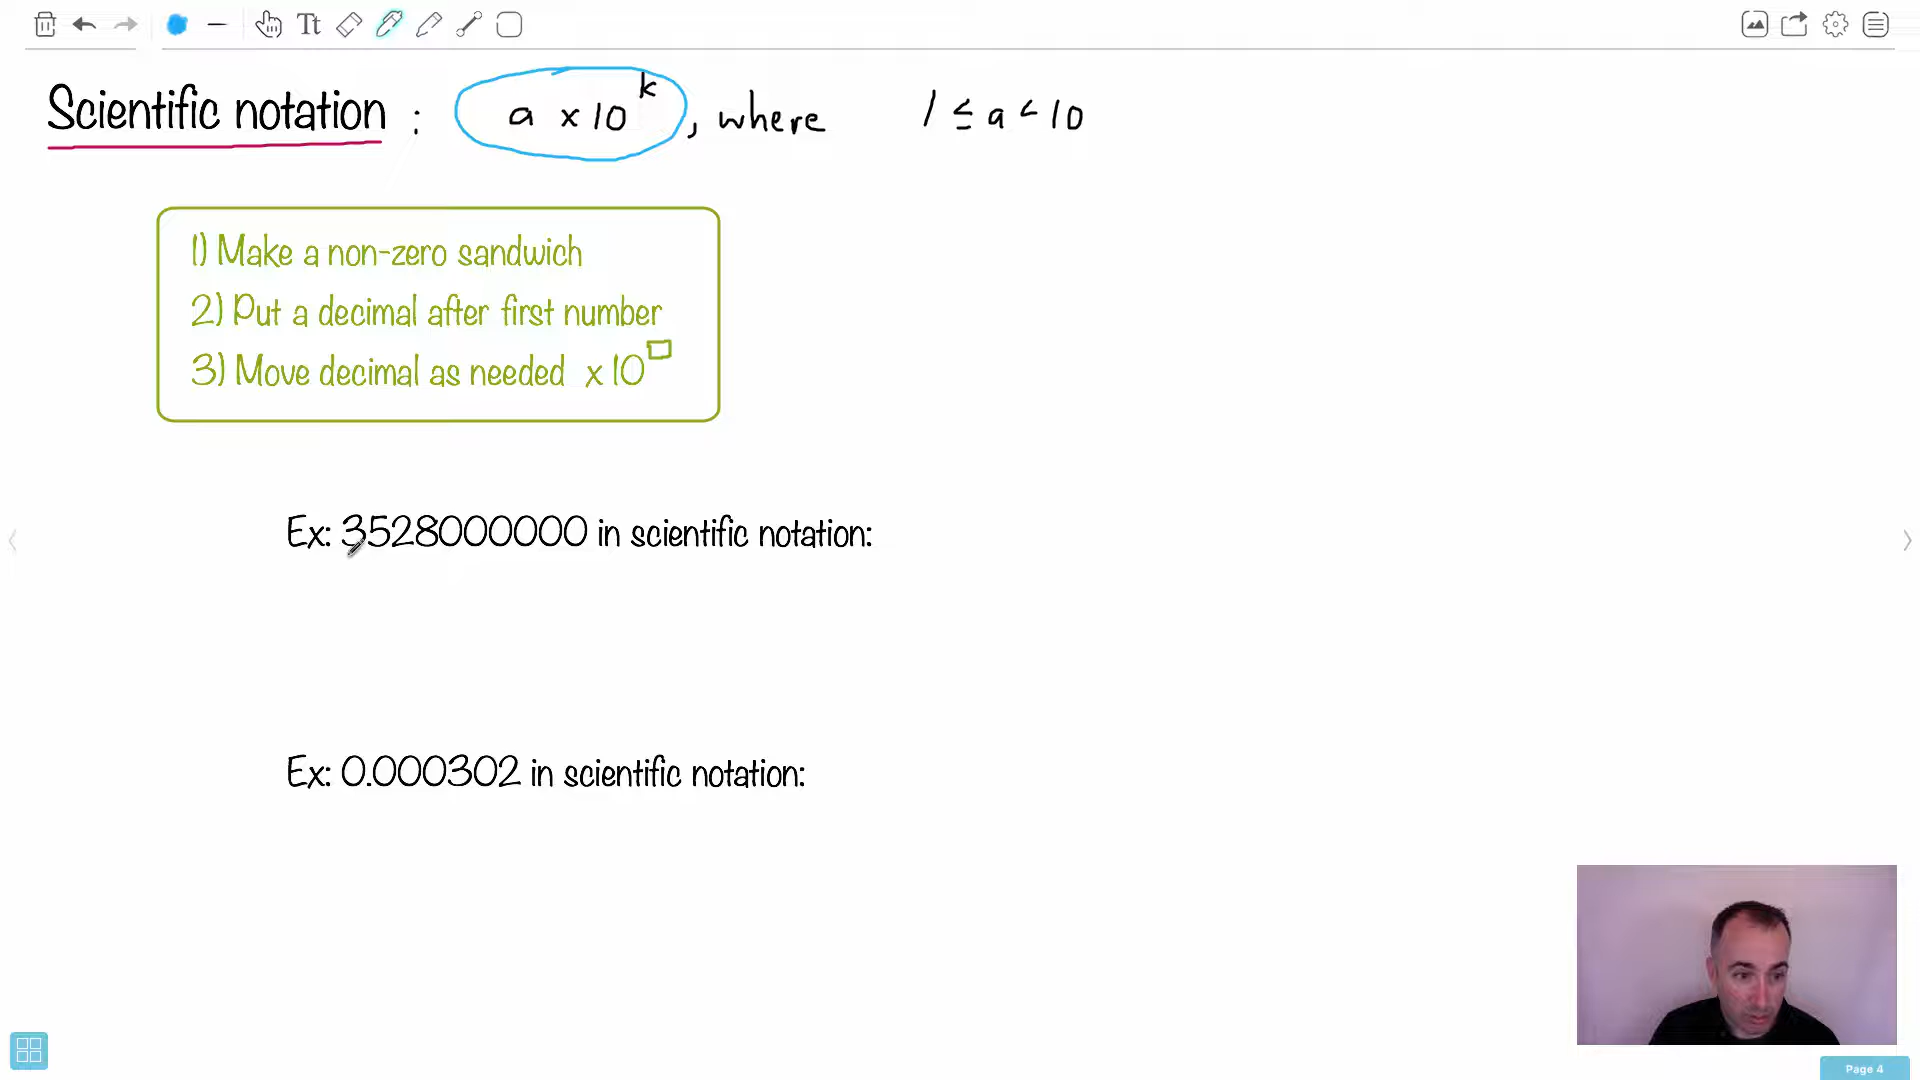 Tt
Scientific notation : a x 10^k, where 1 ≤ a < 10
1) Make a non-zero sandwich
2) Put a decimal after first number
3) Move decimal as needed x 10^□
Ex: 3528000000 in scientific notation:
Ex: 0.000302 in scientific notation:
Page 4